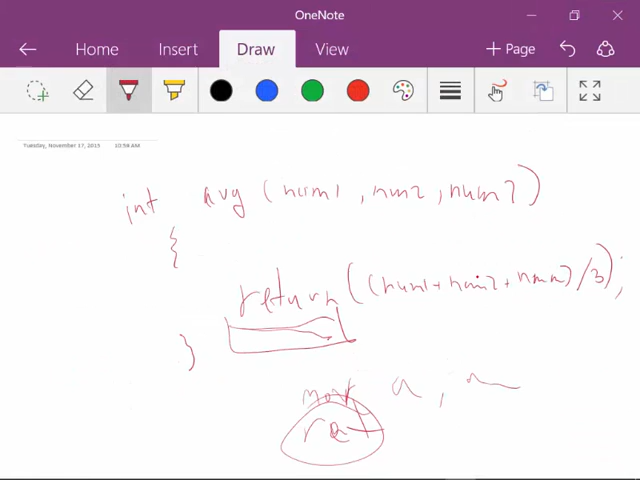 OneNote
Home Insert Draw View + Page
Tuesday, November 17, 2015 10:58 AM
int avg (num1 , num2 , num3)
{
return ((num1 + num2 + num3) / 3);
}
mov a ,
ret